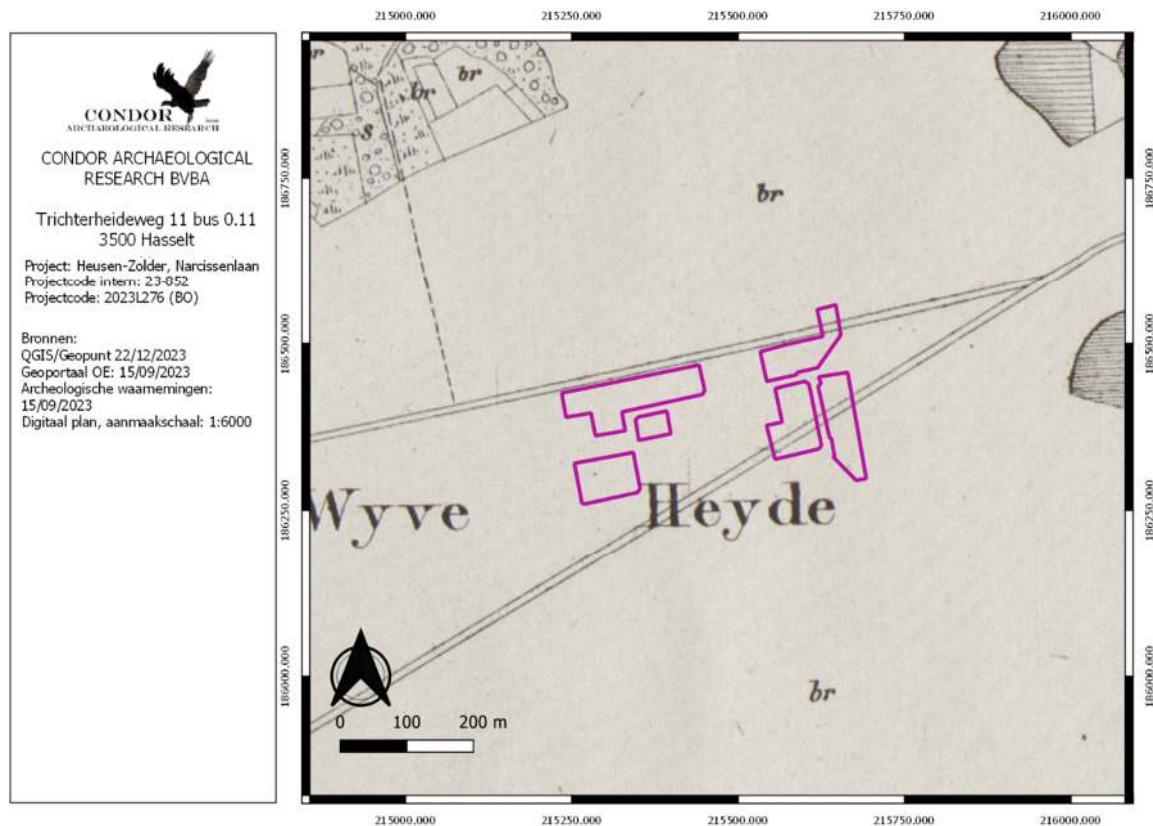 CONDOR
ARCHAEOLOGICAL RESEARCH
CONDOR ARCHAEOLOGICAL
RESEARCH BVBA
Trichterheideweg 11 bus 0.11
3500 Hasselt
Project: Heusen-Zolder, Narcissenlaan
Projectcode intern: 23-052
Projectcode: 2023L276 (BO)
Bronnen:
QGIS/Geopunt 22/12/2023
Geoportaal OE: 15/09/2023
Archeologische waarnemingen:
15/09/2023
Digitaal plan, aanmaakschaal: 1:6000
215000.000 215250.000 215500.000 215750.000 216000.000
186750.000 186750.000
186500.000 186500.000
186250.000 186250.000
186000.000 186000.000
br
br
br
s
br
Wyve Heyde
br
0 100 200 m
215000.000 215250.000 215500.000 215750.000 216000.000